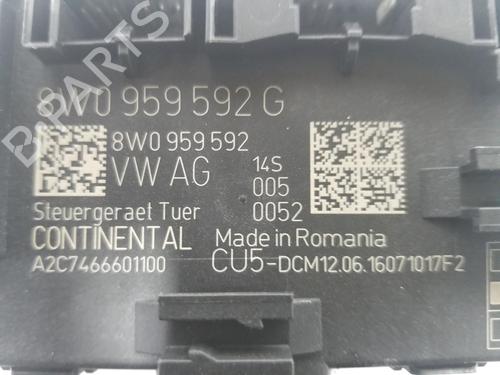 8W0 959 592 G
8W0 959 592
VW AG
14S
005
Steuergeraet Tuer
0052
CONTINENTAL
Made in Romania
A2C7466601100
CU5-DCM12.06.16071017F2
B-PARTS